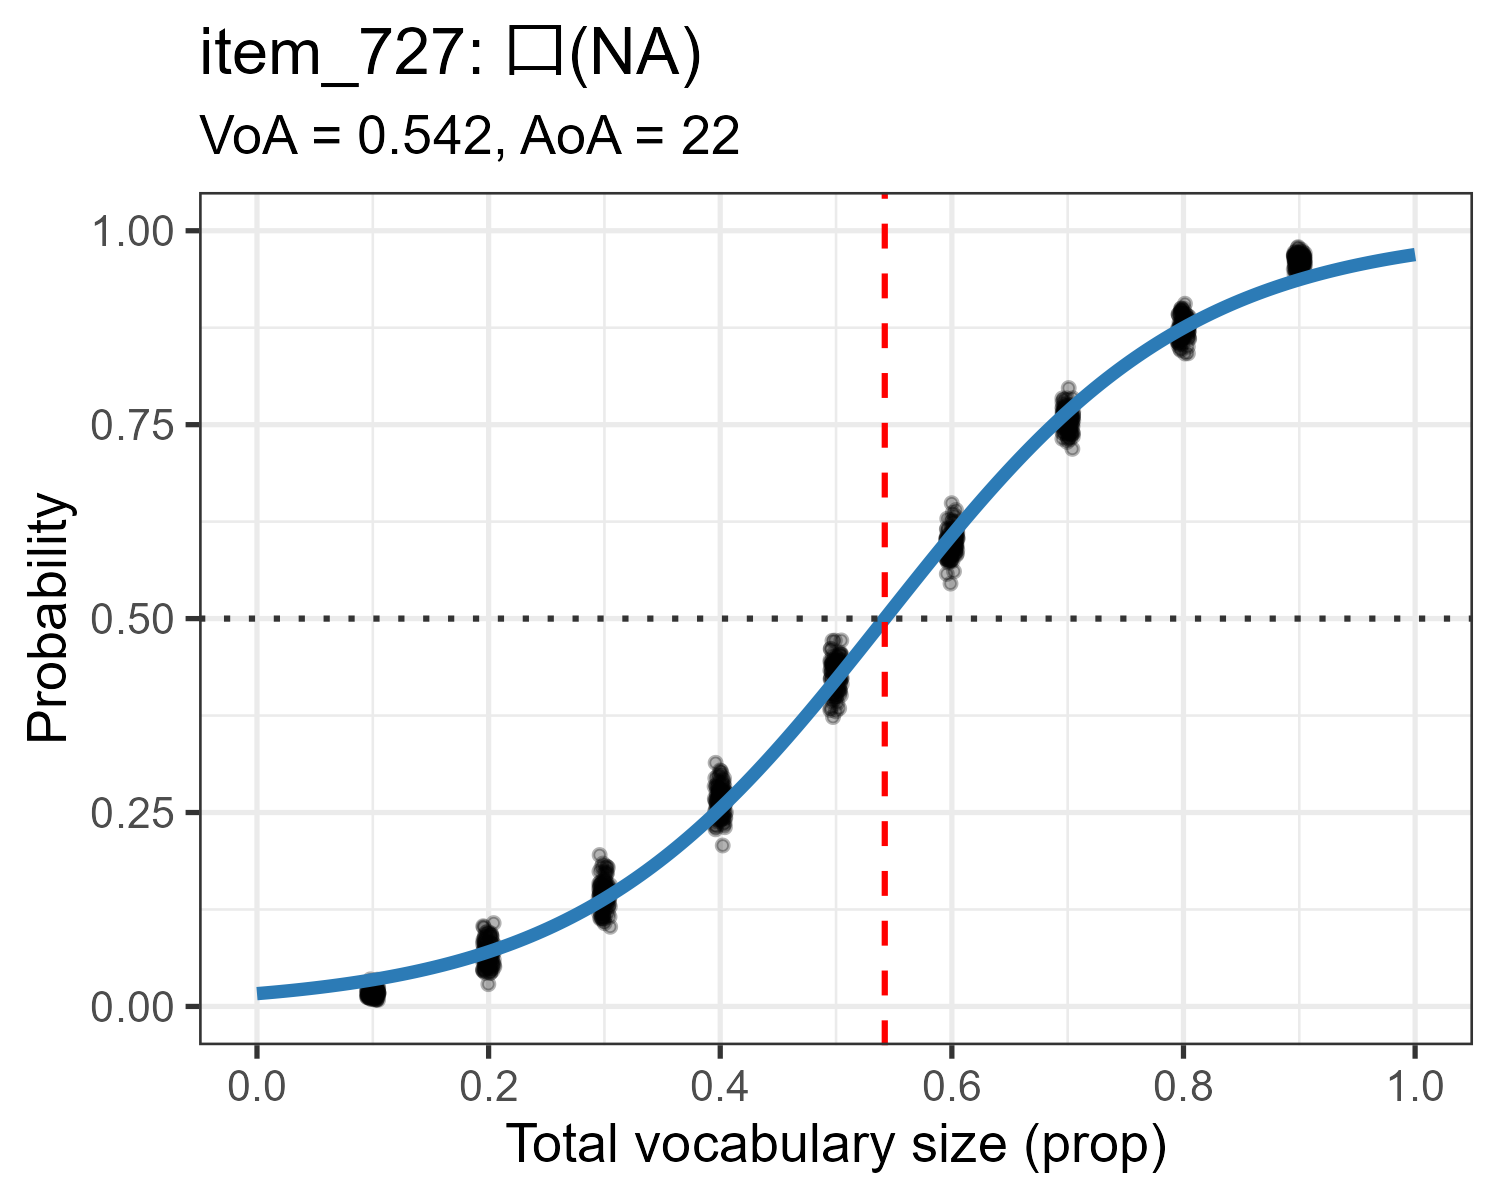 item_727: □(NA)
VoA = 0.542, AoA = 22
Probability
1.00
0.75
0.50
0.25
0.00
0.0 0.2 0.4 0.6 0.8 1.0
Total vocabulary size (prop)